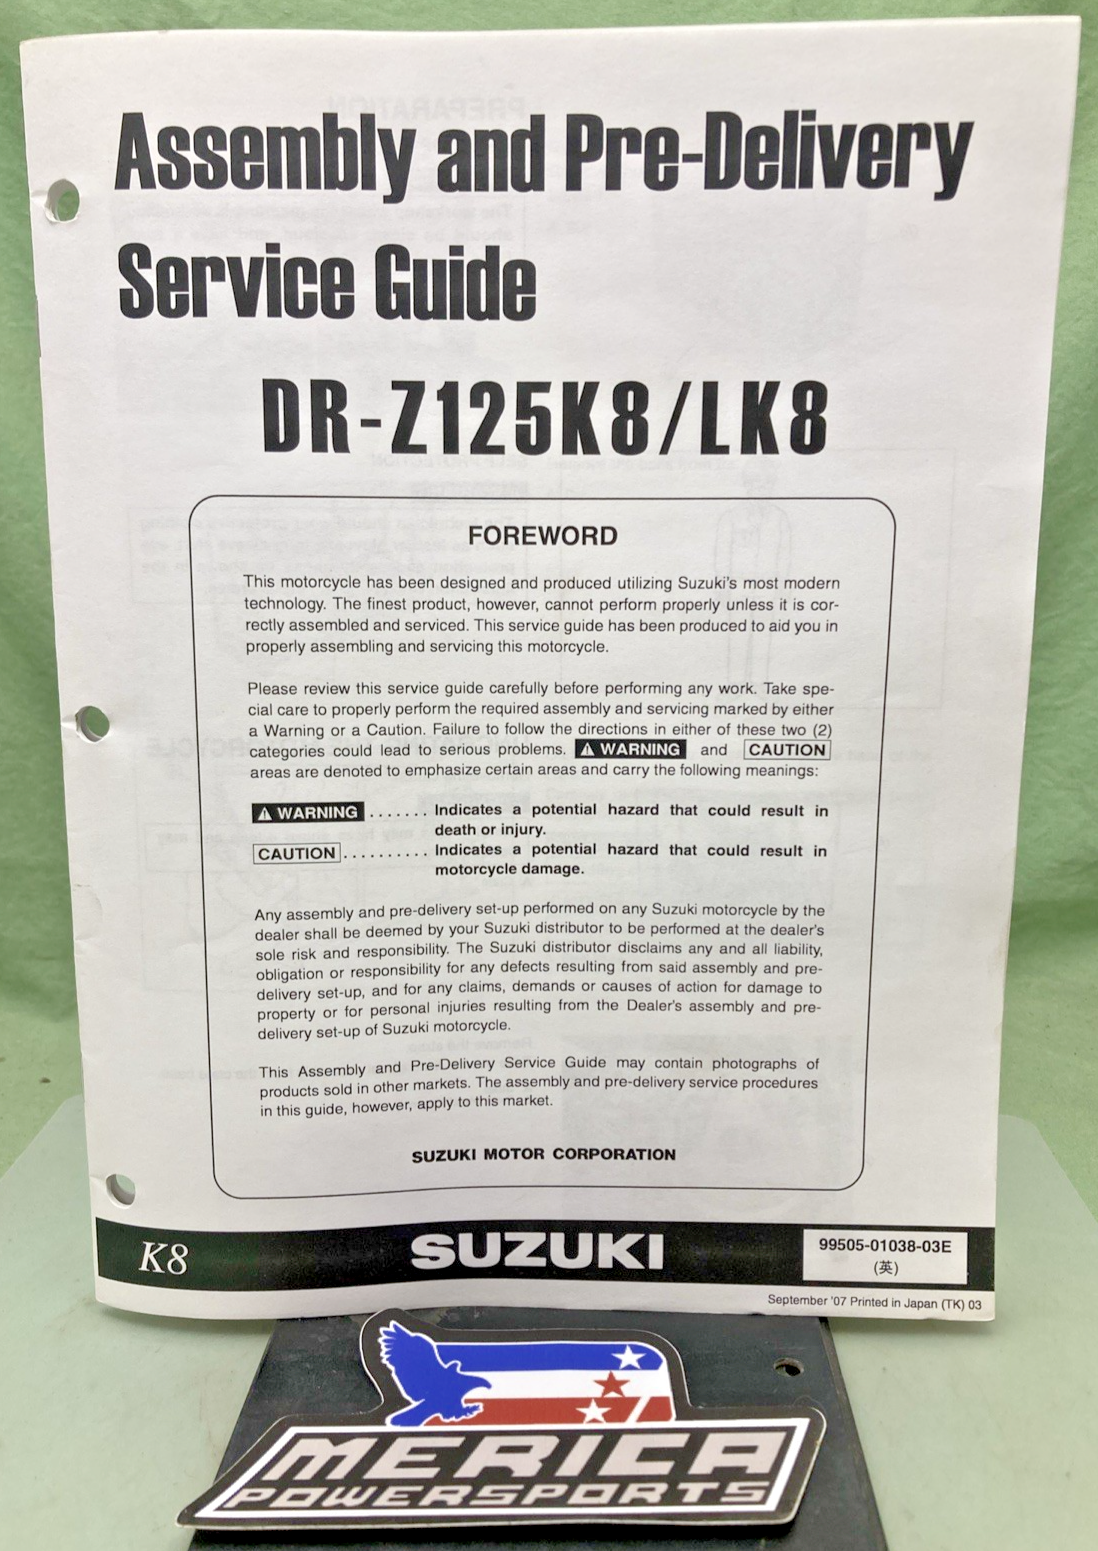 Assembly and Pre-Delivery
Service Guide
DR-Z125K8/LK8
FOREWORD
This motorcycle has been designed and produced utilizing Suzuki's most modern
technology. The finest product, however, cannot perform properly unless it is cor-
rectly assembled and serviced. This service guide has been produced to aid you in
properly assembling and servicing this motorcycle.
Please review this service guide carefully before performing any work. Take spe-
cial care to properly perform the required assembly and servicing marked by either
a Warning or a Caution. Failure to follow the directions in either of these two (2)
categories could lead to serious problems. ⚠ WARNING and CAUTION
areas are denoted to emphasize certain areas and carry the following meanings:
⚠ WARNING ....... Indicates a potential hazard that could result in
death or injury.
CAUTION .......... Indicates a potential hazard that could result in
motorcycle damage.
Any assembly and pre-delivery set-up performed on any Suzuki motorcycle by the
dealer shall be deemed by your Suzuki distributor to be performed at the dealer's
sole risk and responsibility. The Suzuki distributor disclaims any and all liability,
obligation or responsibility for any defects resulting from said assembly and pre-
delivery set-up, and for any claims, demands or causes of action for damage to
property or for personal injuries resulting from the Dealer's assembly and pre-
delivery set-up of Suzuki motorcycle.
This Assembly and Pre-Delivery Service Guide may contain photographs of
products sold in other markets. The assembly and pre-delivery service procedures
in this guide, however, apply to this market.
SUZUKI MOTOR CORPORATION
K8
SUZUKI
99505-01038-03E
(英)
September '07 Printed in Japan (TK) 03
MERICA
POWERSPORTS